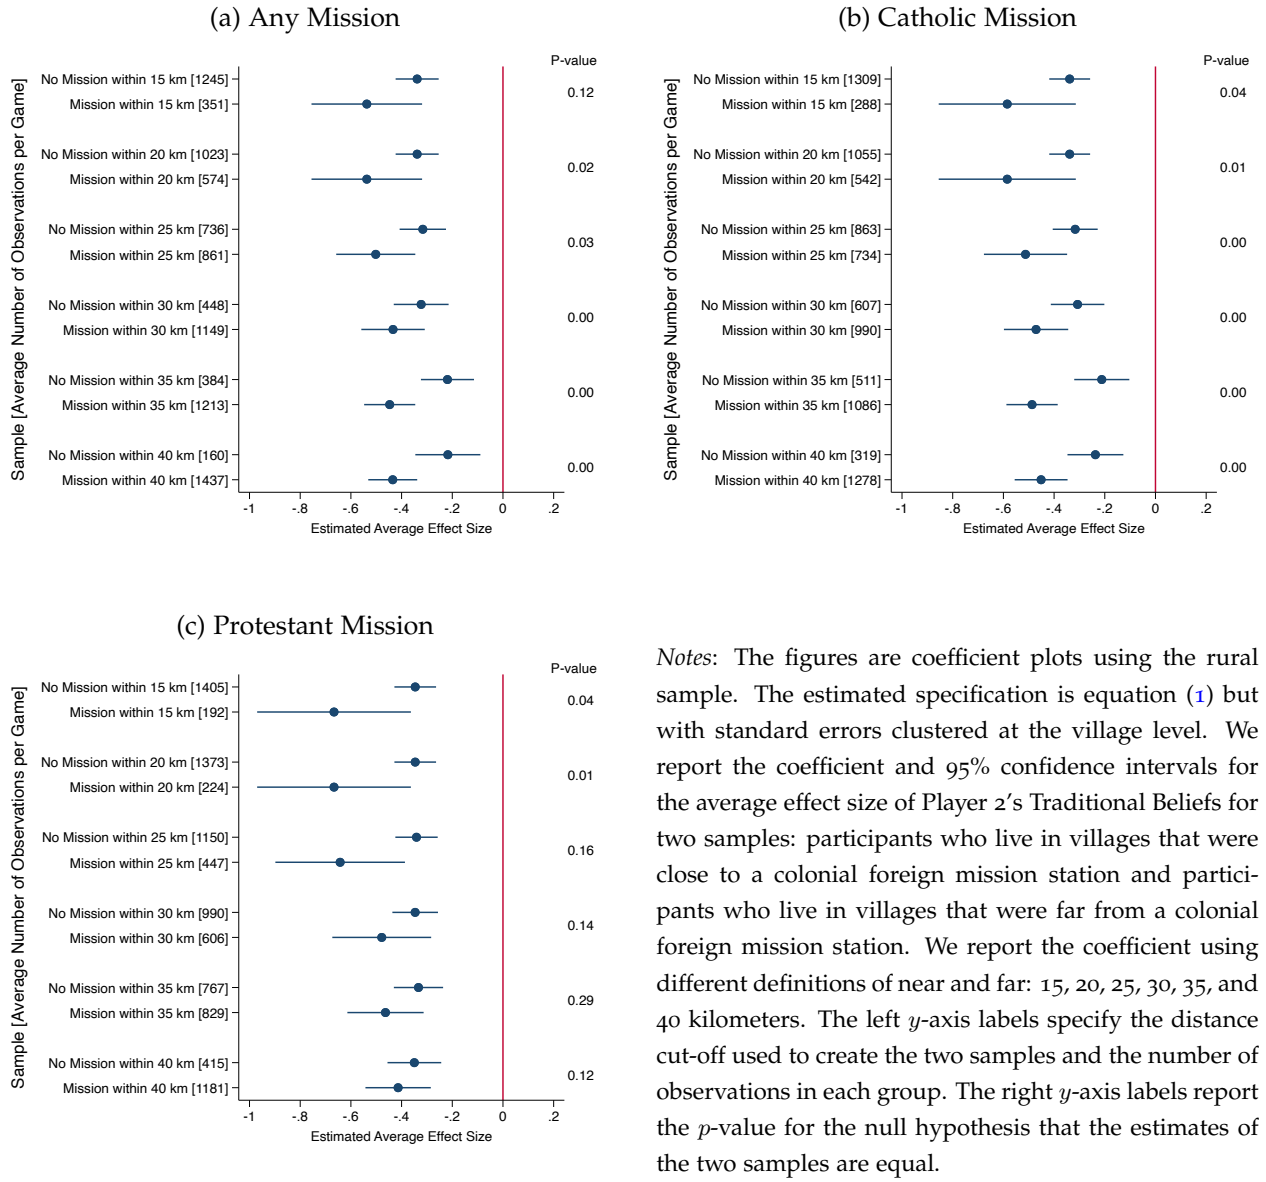 (a) Any Mission
P-value
Sample [Average Number of Observations per Game]
No Mission within 15 km [1245]
0.12
Mission within 15 km [351]
No Mission within 20 km [1023]
0.02
Mission within 20 km [574]
No Mission within 25 km [736]
0.03
Mission within 25 km [861]
No Mission within 30 km [448]
0.00
Mission within 30 km [1149]
No Mission within 35 km [384]
0.00
Mission within 35 km [1213]
No Mission within 40 km [160]
0.00
Mission within 40 km [1437]
-1 -.8 -.6 -.4 -.2 0 .2
Estimated Average Effect Size
(b) Catholic Mission
P-value
Sample [Average Number of Observations per Game]
No Mission within 15 km [1309]
0.04
Mission within 15 km [288]
No Mission within 20 km [1055]
0.01
Mission within 20 km [542]
No Mission within 25 km [863]
0.00
Mission within 25 km [734]
No Mission within 30 km [607]
0.00
Mission within 30 km [990]
No Mission within 35 km [511]
0.00
Mission within 35 km [1086]
No Mission within 40 km [319]
0.00
Mission within 40 km [1278]
-1 -.8 -.6 -.4 -.2 0 .2
Estimated Average Effect Size
(c) Protestant Mission
P-value
Sample [Average Number of Observations per Game]
No Mission within 15 km [1405]
0.04
Mission within 15 km [192]
No Mission within 20 km [1373]
0.01
Mission within 20 km [224]
No Mission within 25 km [1150]
0.16
Mission within 25 km [447]
No Mission within 30 km [990]
0.14
Mission within 30 km [606]
No Mission within 35 km [767]
0.29
Mission within 35 km [829]
No Mission within 40 km [415]
0.12
Mission within 40 km [1181]
-1 -.8 -.6 -.4 -.2 0 .2
Estimated Average Effect Size
Notes: The figures are coefficient plots using the rural
sample. The estimated specification is equation (1) but
with standard errors clustered at the village level. We
report the coefficient and 95% confidence intervals for
the average effect size of Player 2's Traditional Beliefs for
two samples: participants who live in villages that were
close to a colonial foreign mission station and partici-
pants who live in villages that were far from a colonial
foreign mission station. We report the coefficient using
different definitions of near and far: 15, 20, 25, 30, 35, and
40 kilometers. The left y-axis labels specify the distance
cut-off used to create the two samples and the number of
observations in each group. The right y-axis labels report
the p-value for the null hypothesis that the estimates of
the two samples are equal.